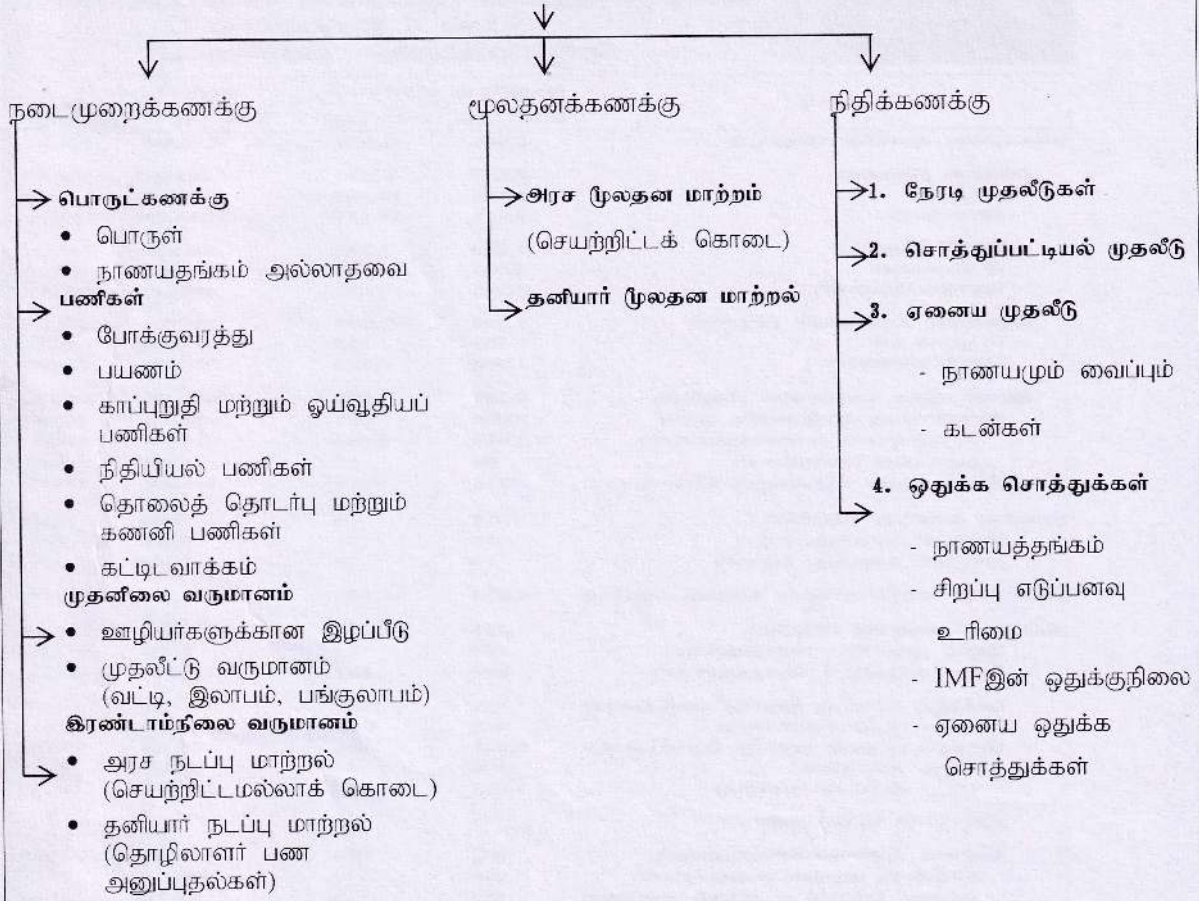 நடைமுறைக்கணக்கு
பொருட்கணக்கு
• பொருள்
• நாணயதங்கம் அல்லாதவை
பணிகள்
• போக்குவரத்து
• பயணம்
• காப்புறுதி மற்றும் ஓய்வூதியப்
பணிகள்
• நிதியியல் பணிகள்
• தொலைத் தொடர்பு மற்றும்
கணனி பணிகள்
• கட்டிடவாக்கம்
முதனிலை வருமானம்
• ஊழியர்களுக்கான இழப்பீடு
• முதலீட்டு வருமானம்
(வட்டி, இலாபம், பங்குலாபம்)
இரண்டாம்நிலை வருமானம்
• அரச நடப்பு மாற்றல்
(செயற்றிட்டமல்லாக் கொடை)
• தனியார் நடப்பு மாற்றல்
(தொழிலாளர் பண
அனுப்புதல்கள்)
மூலதனக்கணக்கு
அரச மூலதன மாற்றம்
(செயற்றிட்டக் கொடை)
தனியார் மூலதன மாற்றல்
நிதிக்கணக்கு
1. நேரடி முதலீடுகள்
2. சொத்துப்பட்டியல் முதலீடு
3. ஏனைய முதலீடு
- நாணயமும் வைப்பும்
- கடன்கள்
4. ஒதுக்க சொத்துக்கள்
- நாணயத்தங்கம்
- சிறப்பு எடுப்பனவு
உரிமை
- IMFஇன் ஒதுக்குநிலை
- ஏனைய ஒதுக்க
சொத்துக்கள்